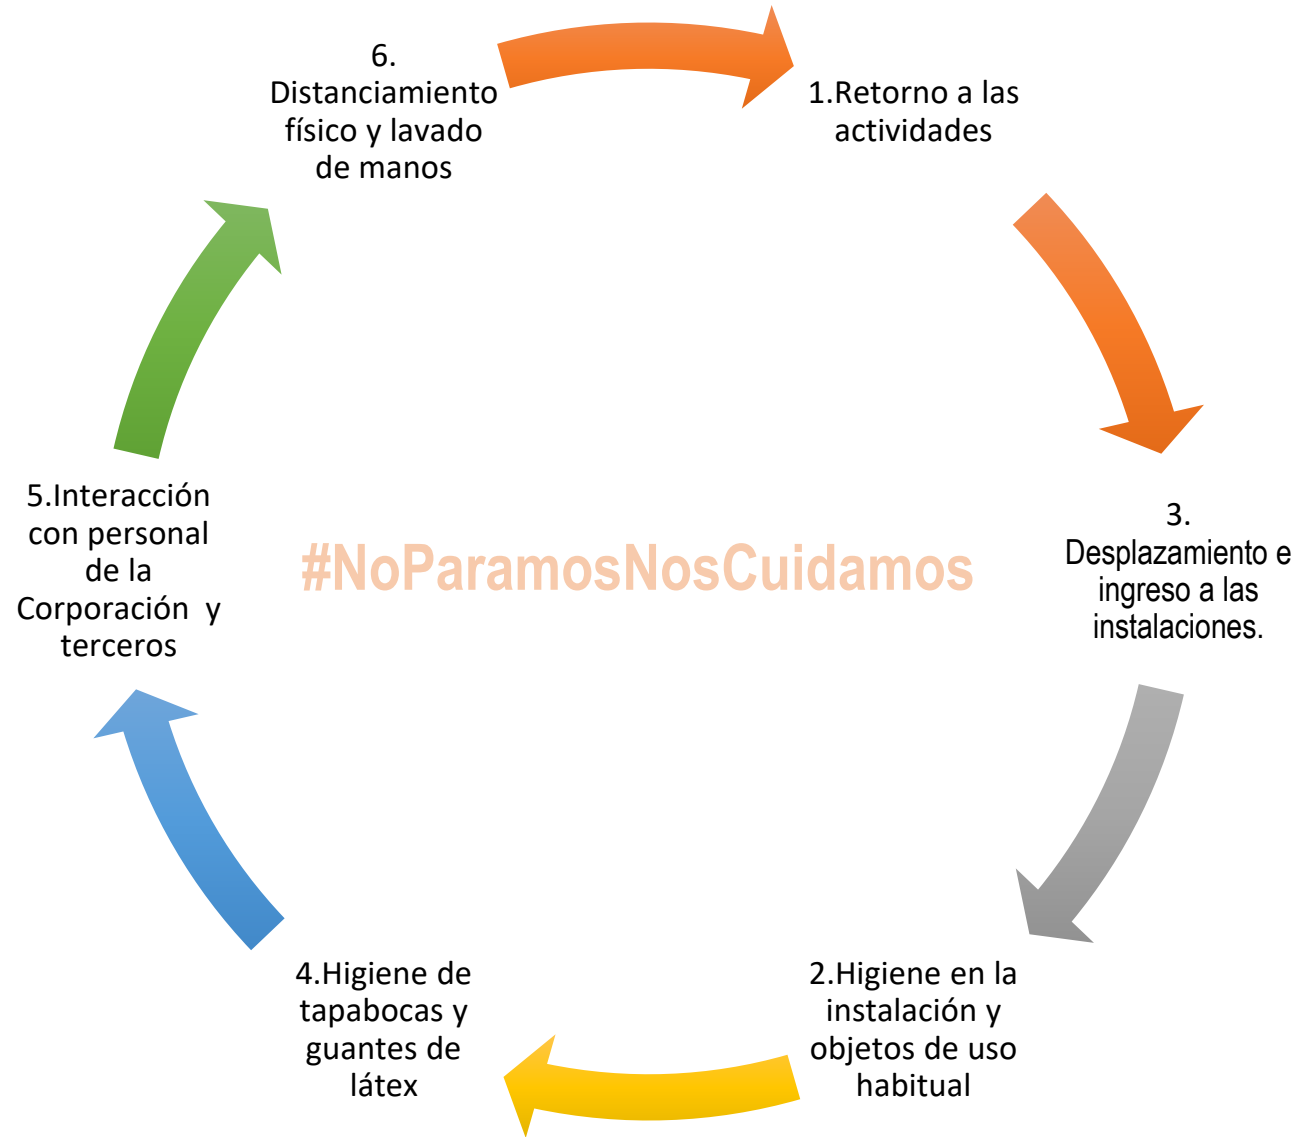 6.
Distanciamiento
físico y lavado
de manos
1.Retorno a las
actividades
3.
Desplazamiento e
ingreso a las
instalaciones.
2.Higiene en la
instalación y
objetos de uso
habitual
4.Higiene de
tapabocas y
guantes de
látex
5.Interacción
con personal
de la
Corporación y
terceros
#NoParamosNosCuidamos